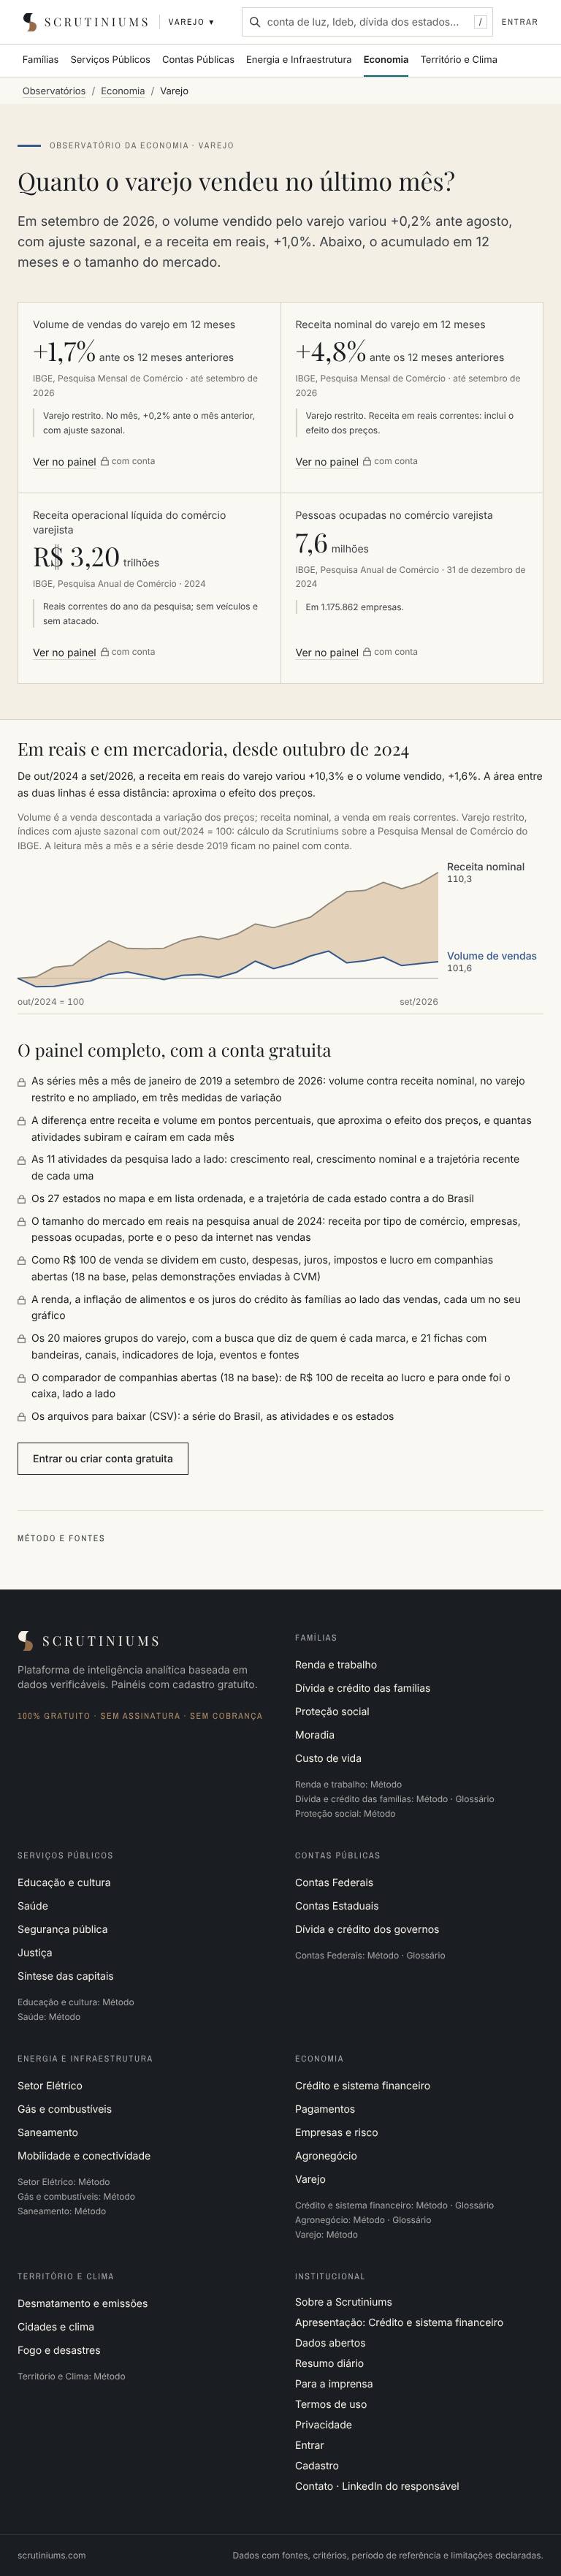 SCRUTINIUMS
VAREJO ▾
conta de luz, Ideb, dívida dos estados...
/
ENTRAR
Famílias
Serviços Públicos
Contas Públicas
Energia e Infraestrutura
Economia
Território e Clima
Observatórios / Economia / Varejo
OBSERVATÓRIO DA ECONOMIA · VAREJO
Quanto o varejo vendeu no último mês?
Em setembro de 2026, o volume vendido pelo varejo variou +0,2% ante agosto,
com ajuste sazonal, e a receita em reais, +1,0%. Abaixo, o acumulado em 12
meses e o tamanho do mercado.
Volume de vendas do varejo em 12 meses
+1,7% ante os 12 meses anteriores
IBGE, Pesquisa Mensal de Comércio · até setembro de
2026
Varejo restrito. No mês, +0,2% ante o mês anterior,
com ajuste sazonal.
Ver no painel com conta
Receita nominal do varejo em 12 meses
+4,8% ante os 12 meses anteriores
IBGE, Pesquisa Mensal de Comércio · até setembro de
2026
Varejo restrito. Receita em reais correntes: inclui o
efeito dos preços.
Ver no painel com conta
Receita operacional líquida do comércio
varejista
R$ 3,20 trilhões
IBGE, Pesquisa Anual de Comércio · 2024
Reais correntes do ano da pesquisa; sem veículos e
sem atacado.
Ver no painel com conta
Pessoas ocupadas no comércio varejista
7,6 milhões
IBGE, Pesquisa Anual de Comércio · 31 de dezembro de
2024
Em 1.175.862 empresas.
Ver no painel com conta
Em reais e em mercadoria, desde outubro de 2024
De out/2024 a set/2026, a receita em reais do varejo variou +10,3% e o volume vendido, +1,6%. A área entre
as duas linhas é essa distância: aproxima o efeito dos preços.
Volume é a venda descontada a variação dos preços; receita nominal, a venda em reais correntes. Varejo restrito,
índices com ajuste sazonal com out/2024 = 100: cálculo da Scrutiniums sobre a Pesquisa Mensal de Comércio do
IBGE. A leitura mês a mês e a série desde 2019 ficam no painel com conta.
Receita nominal
110,3
Volume de vendas
101,6
out/2024 = 100
set/2026
O painel completo, com a conta gratuita
As séries mês a mês de janeiro de 2019 a setembro de 2026: volume contra receita nominal, no varejo
restrito e no ampliado, em três medidas de variação
A diferença entre receita e volume em pontos percentuais, que aproxima o efeito dos preços, e quantas
atividades subiram e caíram em cada mês
As 11 atividades da pesquisa lado a lado: crescimento real, crescimento nominal e a trajetória recente
de cada uma
Os 27 estados no mapa e em lista ordenada, e a trajetória de cada estado contra a do Brasil
O tamanho do mercado em reais na pesquisa anual de 2024: receita por tipo de comércio, empresas,
pessoas ocupadas, porte e o peso da internet nas vendas
Como R$ 100 de venda se dividem em custo, despesas, juros, impostos e lucro em companhias
abertas (18 na base, pelas demonstrações enviadas à CVM)
A renda, a inflação de alimentos e os juros do crédito às famílias ao lado das vendas, cada um no seu
gráfico
Os 20 maiores grupos do varejo, com a busca que diz de quem é cada marca, e 21 fichas com
bandeiras, canais, indicadores de loja, eventos e fontes
O comparador de companhias abertas (18 na base): de R$ 100 de receita ao lucro e para onde foi o
caixa, lado a lado
Os arquivos para baixar (CSV): a série do Brasil, as atividades e os estados
Entrar ou criar conta gratuita
MÉTODO E FONTES
SCRUTINIUMS
Plataforma de inteligência analítica baseada em
dados verificáveis. Painéis com cadastro gratuito.
100% GRATUITO · SEM ASSINATURA · SEM COBRANÇA
FAMÍLIAS
Renda e trabalho
Dívida e crédito das famílias
Proteção social
Moradia
Custo de vida
Renda e trabalho: Método
Dívida e crédito das famílias: Método · Glossário
Proteção social: Método
SERVIÇOS PÚBLICOS
Educação e cultura
Saúde
Segurança pública
Justiça
Síntese das capitais
Educação e cultura: Método
Saúde: Método
CONTAS PÚBLICAS
Contas Federais
Contas Estaduais
Dívida e crédito dos governos
Contas Federais: Método · Glossário
ENERGIA E INFRAESTRUTURA
Setor Elétrico
Gás e combustíveis
Saneamento
Mobilidade e conectividade
Setor Elétrico: Método
Gás e combustíveis: Método
Saneamento: Método
ECONOMIA
Crédito e sistema financeiro
Pagamentos
Empresas e risco
Agronegócio
Varejo
Crédito e sistema financeiro: Método · Glossário
Agronegócio: Método · Glossário
Varejo: Método
TERRITÓRIO E CLIMA
Desmatamento e emissões
Cidades e clima
Fogo e desastres
Território e Clima: Método
INSTITUCIONAL
Sobre a Scrutiniums
Apresentação: Crédito e sistema financeiro
Dados abertos
Resumo diário
Para a imprensa
Termos de uso
Privacidade
Entrar
Cadastro
Contato · LinkedIn do responsável
scrutiniums.com
Dados com fontes, critérios, período de referência e limitações declaradas.